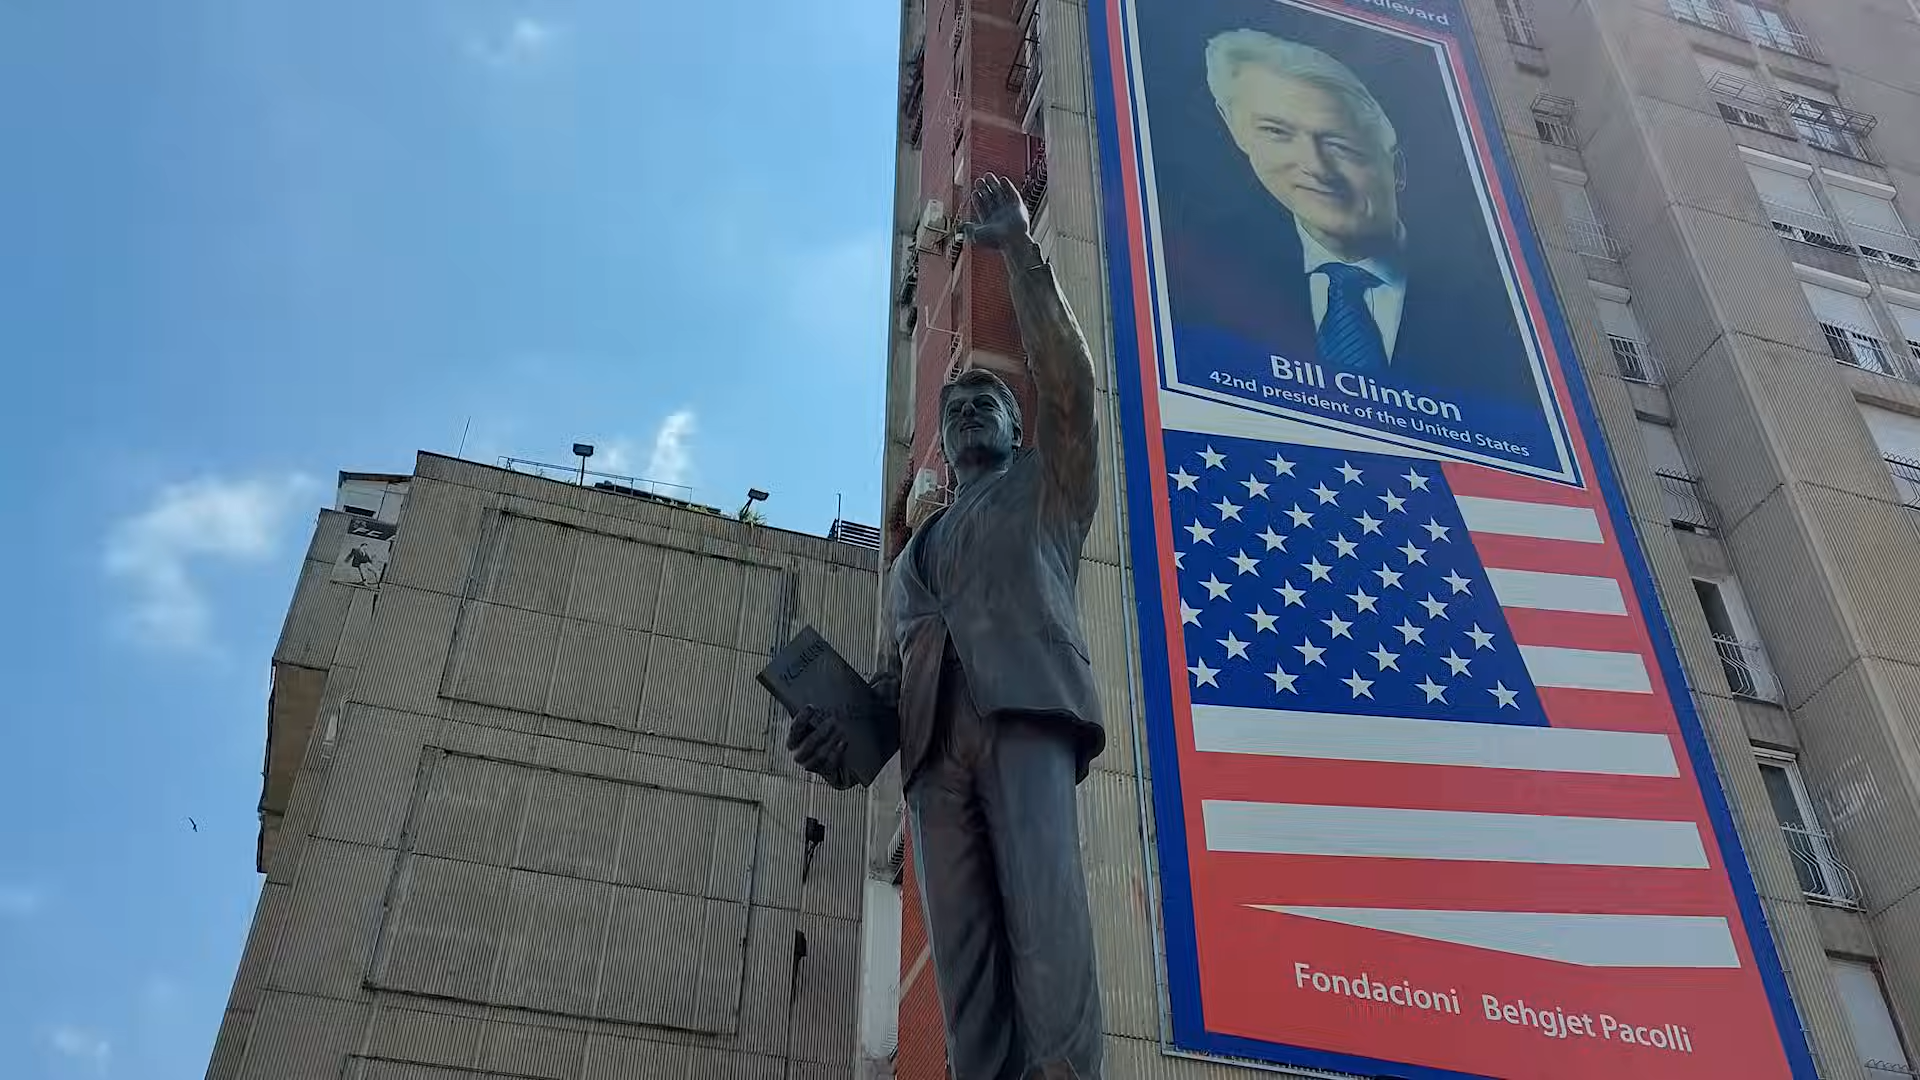 Bill Clinton
42nd president of the United States
Fondacioni Behgjet Pacolli